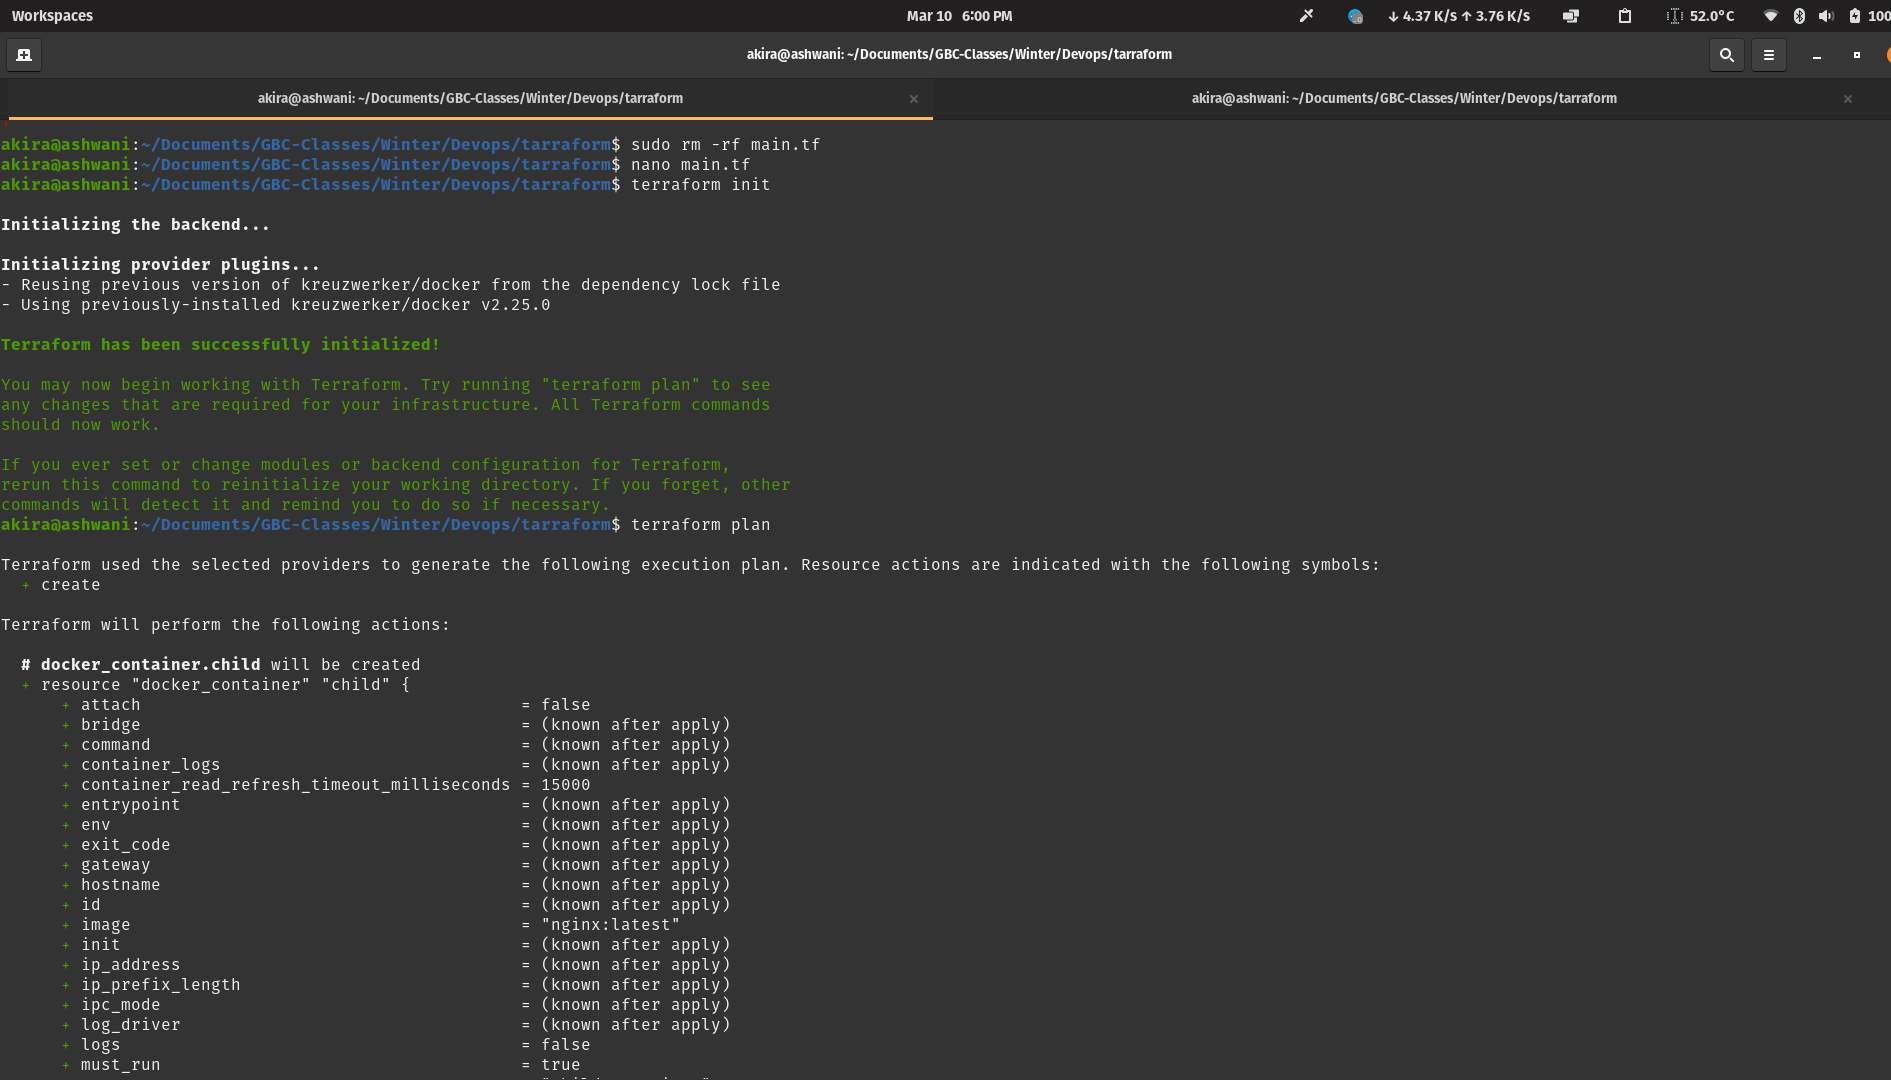 Workspaces
Mar 10 6:00 PM
↓ 4.37 K/s ↑ 3.76 K/s
52.0°C
100
akira@ashwani: ~/Documents/GBC-Classes/Winter/Devops/tarraform
akira@ashwani: ~/Documents/GBC-Classes/Winter/Devops/tarraform ×
akira@ashwani: ~/Documents/GBC-Classes/Winter/Devops/tarraform ×
akira@ashwani:~/Documents/GBC-Classes/Winter/Devops/tarraform$ sudo rm -rf main.tf
akira@ashwani:~/Documents/GBC-Classes/Winter/Devops/tarraform$ nano main.tf
akira@ashwani:~/Documents/GBC-Classes/Winter/Devops/tarraform$ terraform init
Initializing the backend...
Initializing provider plugins...
- Reusing previous version of kreuzwerker/docker from the dependency lock file
- Using previously-installed kreuzwerker/docker v2.25.0
Terraform has been successfully initialized!
You may now begin working with Terraform. Try running "terraform plan" to see
any changes that are required for your infrastructure. All Terraform commands
should now work.
If you ever set or change modules or backend configuration for Terraform,
rerun this command to reinitialize your working directory. If you forget, other
commands will detect it and remind you to do so if necessary.
akira@ashwani:~/Documents/GBC-Classes/Winter/Devops/tarraform$ terraform plan
Terraform used the selected providers to generate the following execution plan. Resource actions are indicated with the following symbols:
+ create
Terraform will perform the following actions:
# docker_container.child will be created
+ resource "docker_container" "child" {
+ attach = false
+ bridge = (known after apply)
+ command = (known after apply)
+ container_logs = (known after apply)
+ container_read_refresh_timeout_milliseconds = 15000
+ entrypoint = (known after apply)
+ env = (known after apply)
+ exit_code = (known after apply)
+ gateway = (known after apply)
+ hostname = (known after apply)
+ id = (known after apply)
+ image = "nginx:latest"
+ init = (known after apply)
+ ip_address = (known after apply)
+ ip_prefix_length = (known after apply)
+ ipc_mode = (known after apply)
+ log_driver = (known after apply)
+ logs = false
+ must_run = true